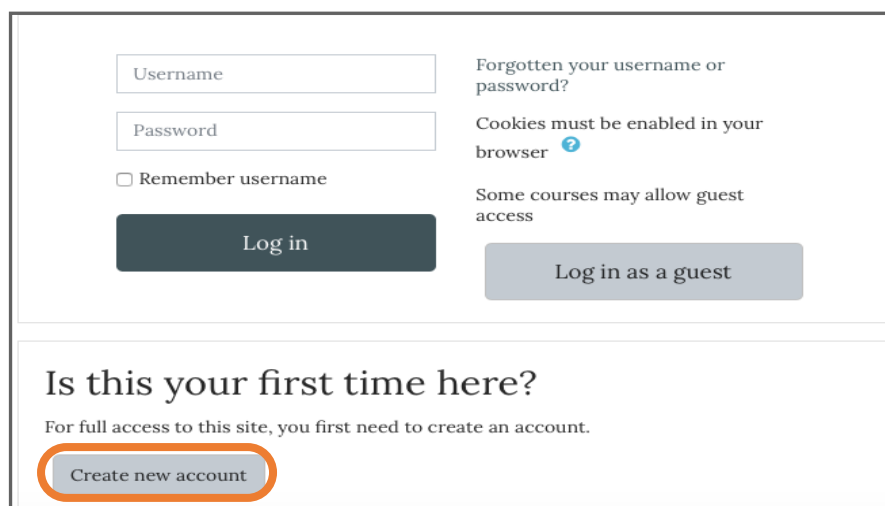 Username
Password
Remember username
Log in
Forgotten your username or
password?
Cookies must be enabled in your
browser ?
Some courses may allow guest
access
Log in as a guest
Is this your first time here?
For full access to this site, you first need to create an account.
Create new account